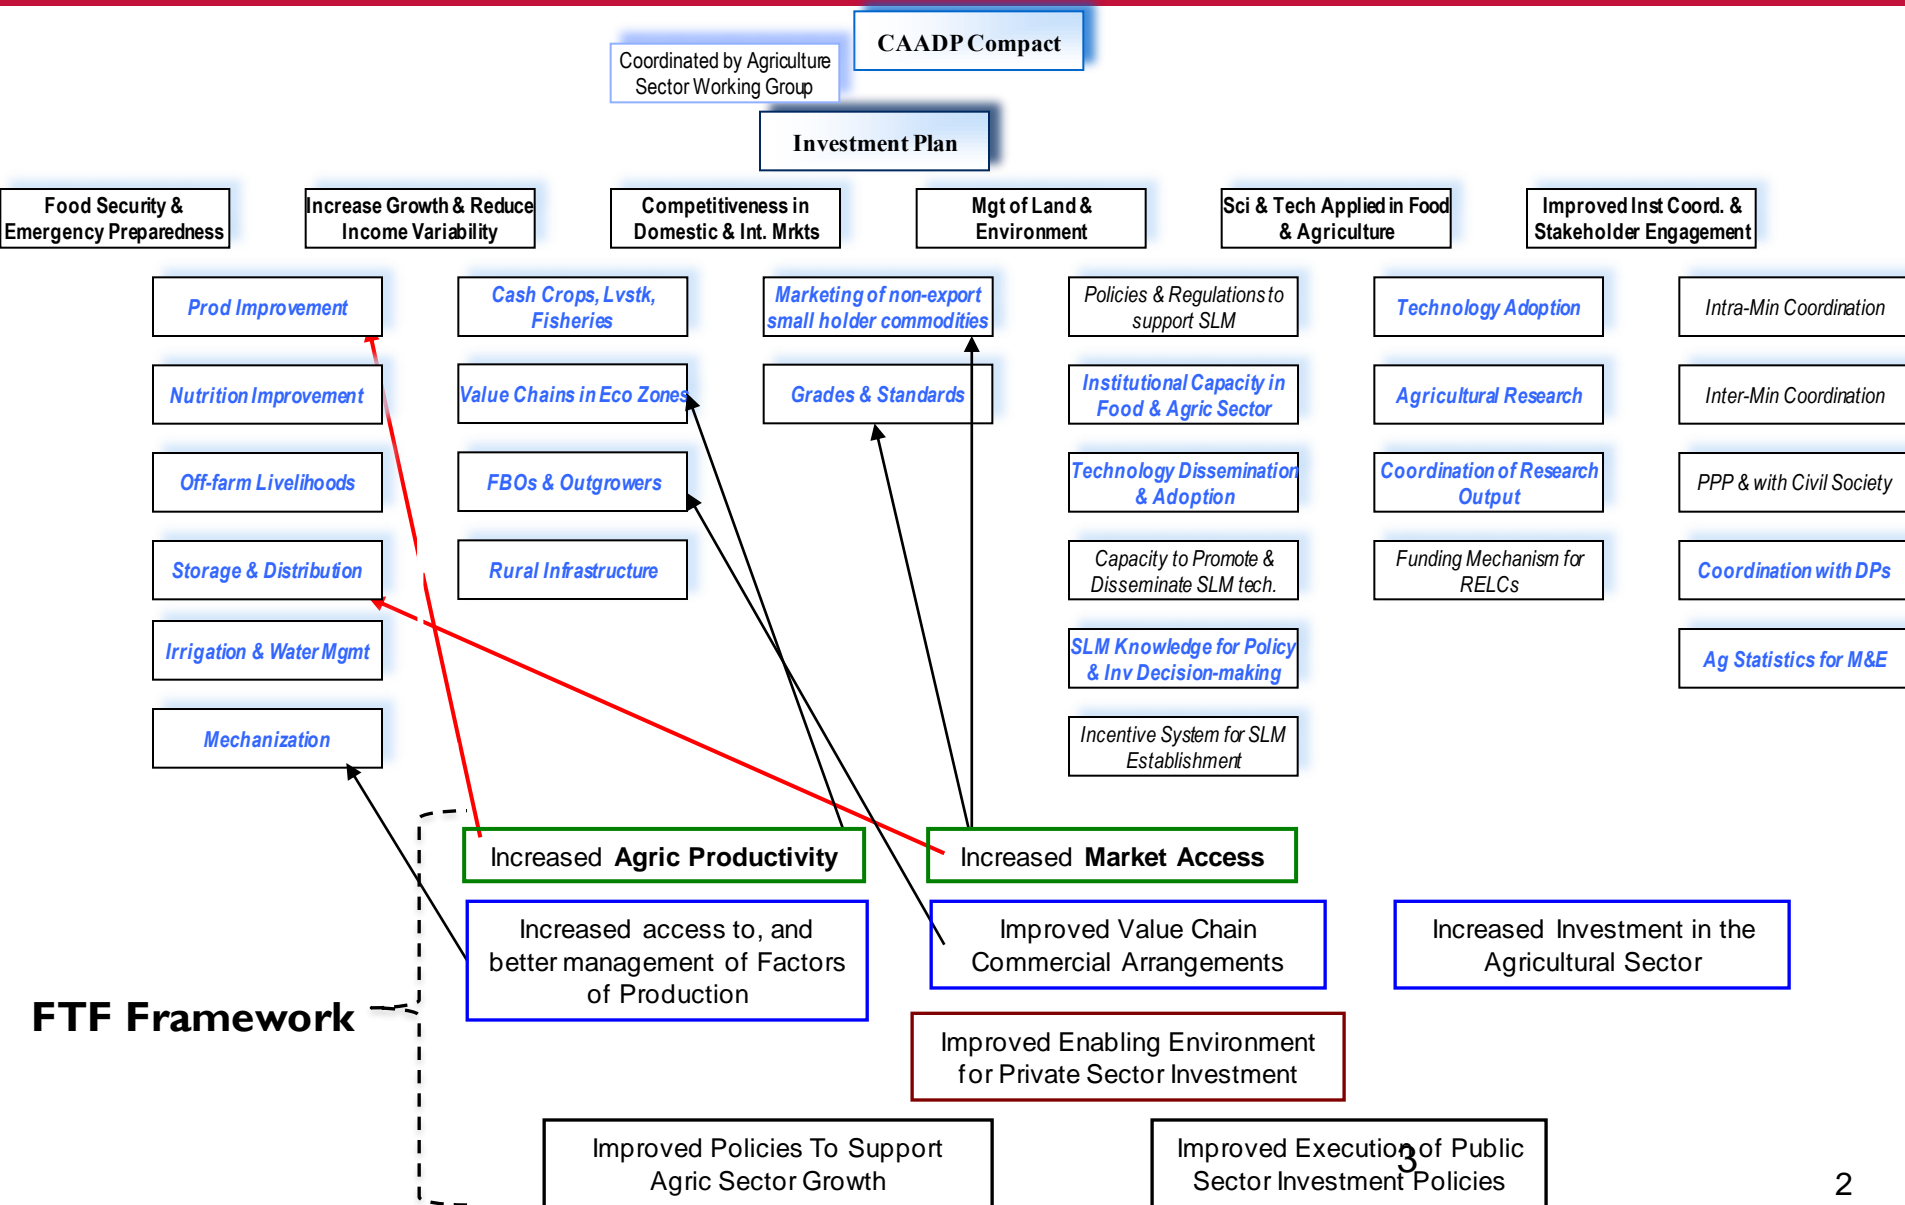 CAADP Compact
Coordinated by Agriculture
Sector Working Group
Investment Plan
Food Security &
Emergency Preparedness
Increase Growth & Reduce
Income Variability
Competitiveness in
Domestic & Int. Mrkts
Mgt of Land &
Environment
Sci & Tech Applied in Food
& Agriculture
Improved Inst Coord. &
Stakeholder Engagement
Prod Improvement
Nutrition Improvement
Off-farm Livelihoods
Storage & Distribution
Irrigation & Water Mgmt
Mechanization
Cash Crops, Lvstk,
Fisheries
Value Chains in Eco Zones
FBOs & Outgrowers
Rural Infrastructure
Marketing of non-export
small holder commodities
Grades & Standards
Policies & Regulations to
support SLM
Institutional Capacity in
Food & Agric Sector
Technology Dissemination
& Adoption
Capacity to Promote &
Disseminate SLM tech.
SLM Knowledge for Policy
& Inv Decision-making
Incentive System for SLM
Establishment
Technology Adoption
Agricultural Research
Coordination of Research
Output
Funding Mechanism for
RELCs
Intra-Min Coordination
Inter-Min Coordination
PPP & with Civil Society
Coordination with DPs
Ag Statistics for M&E
FTF Framework
Increased Agric Productivity
Increased Market Access
Increased access to, and
better management of Factors
of Production
Improved Value Chain
Commercial Arrangements
Increased Investment in the
Agricultural Sector
Improved Enabling Environment
for Private Sector Investment
Improved Policies To Support
Agric Sector Growth
Improved Execution of Public
Sector Investment Policies
3
2